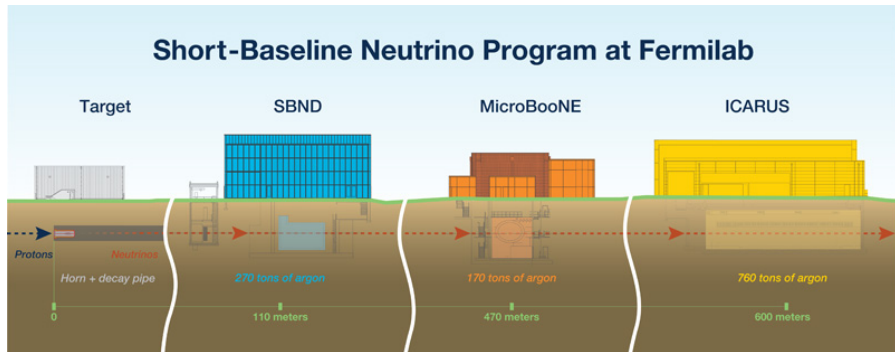 Short-Baseline Neutrino Program at Fermilab
Target
SBND
MicroBooNE
ICARUS
Protons
Neutrinos
Horn + decay pipe
270 tons of argon
170 tons of argon
760 tons of argon
0
110 meters
470 meters
600 meters